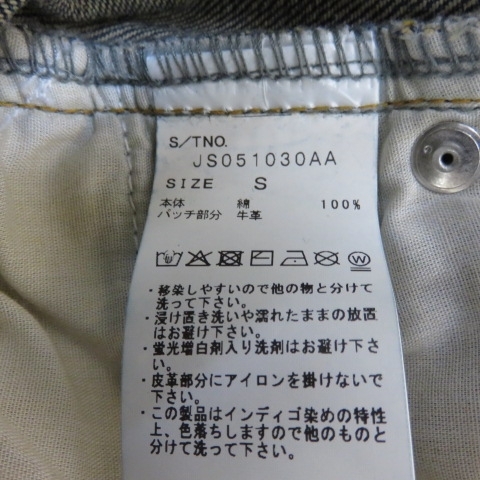 S/TNO.
JS051030AA
SIZE S
本体 綿 100%
パッチ部分 牛革
・移染しやすいので他の物と分けて
洗って下さい。
・浸け置き洗いや濡れたままの放置
はお避け下さい。
・蛍光増白剤入り洗剤はお避け下さ
い。
・皮革部分にアイロンを掛けないで
下さい。
・この製品はインディゴ染めの特性
上、色落ちしますので他のものと
分けて洗って下さい。